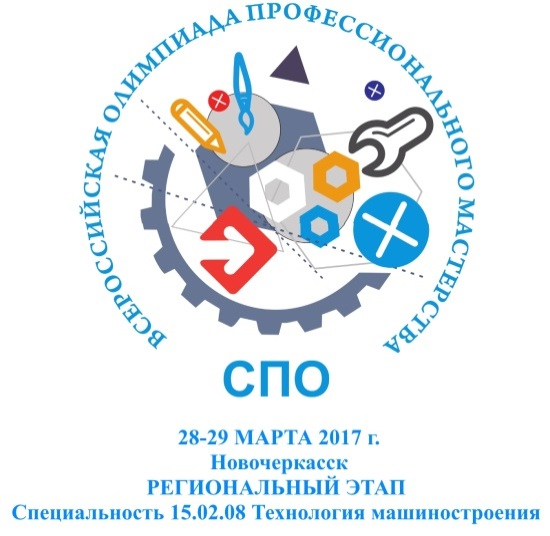 ВСЕРОССИЙСКАЯ ОЛИМПИАДА ПРОФЕССИОНАЛЬНОГО МАСТЕРСТВА
СПО
28-29 МАРТА 2017 г.
Новочеркасск
РЕГИОНАЛЬНЫЙ ЭТАП
Специальность 15.02.08 Технология машиностроения